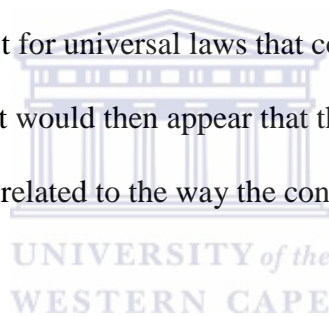 t for universal laws that co
t would then appear that th
related to the way the con
UNIVERSITY of the
WESTERN CAPE